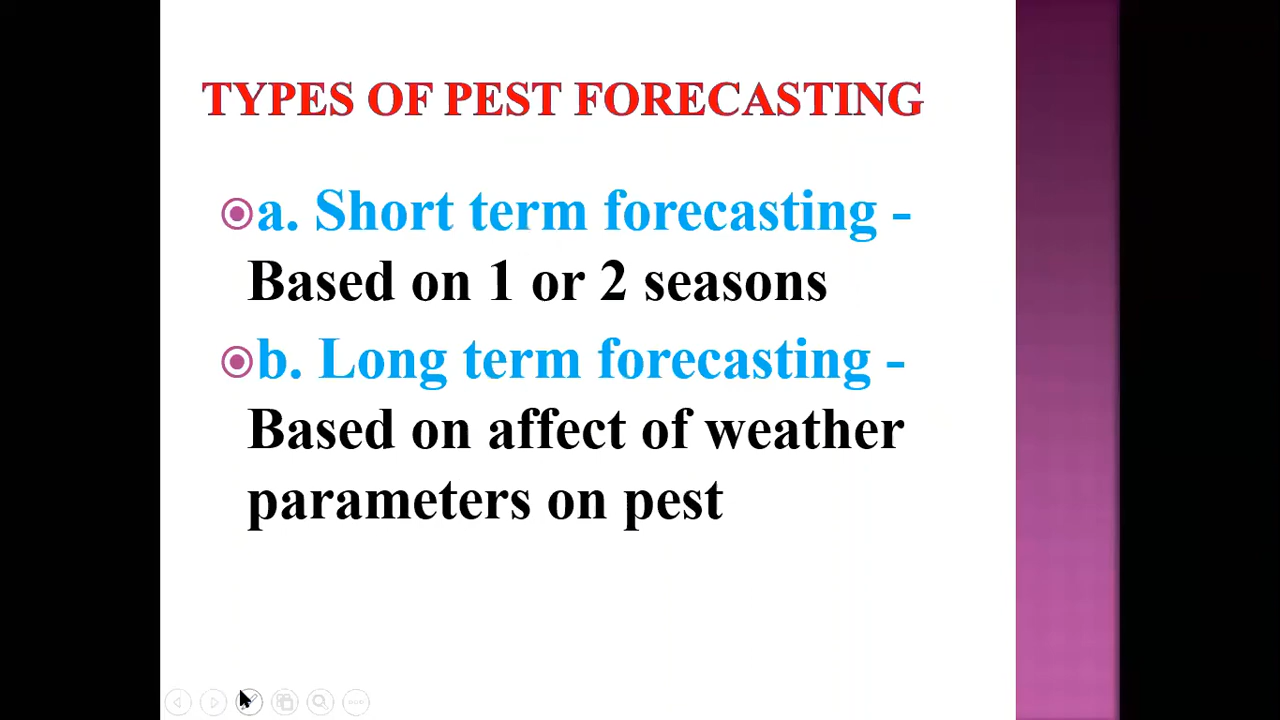 TYPES OF PEST FORECASTING
a. Short term forecasting -
Based on 1 or 2 seasons
b. Long term forecasting -
Based on affect of weather
parameters on pest